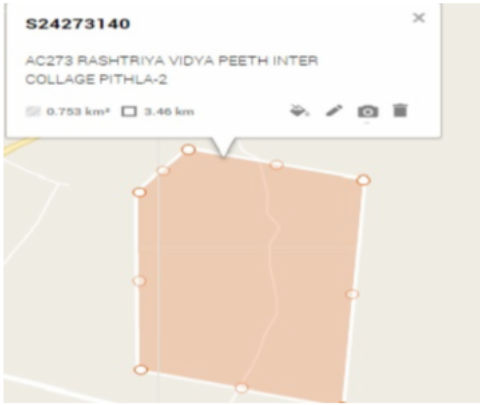 S24273140
AC273 RASHTRIYA VIDYA PEETH INTER
COLLAGE PITHLA-2
0.753 km² 3.46 km